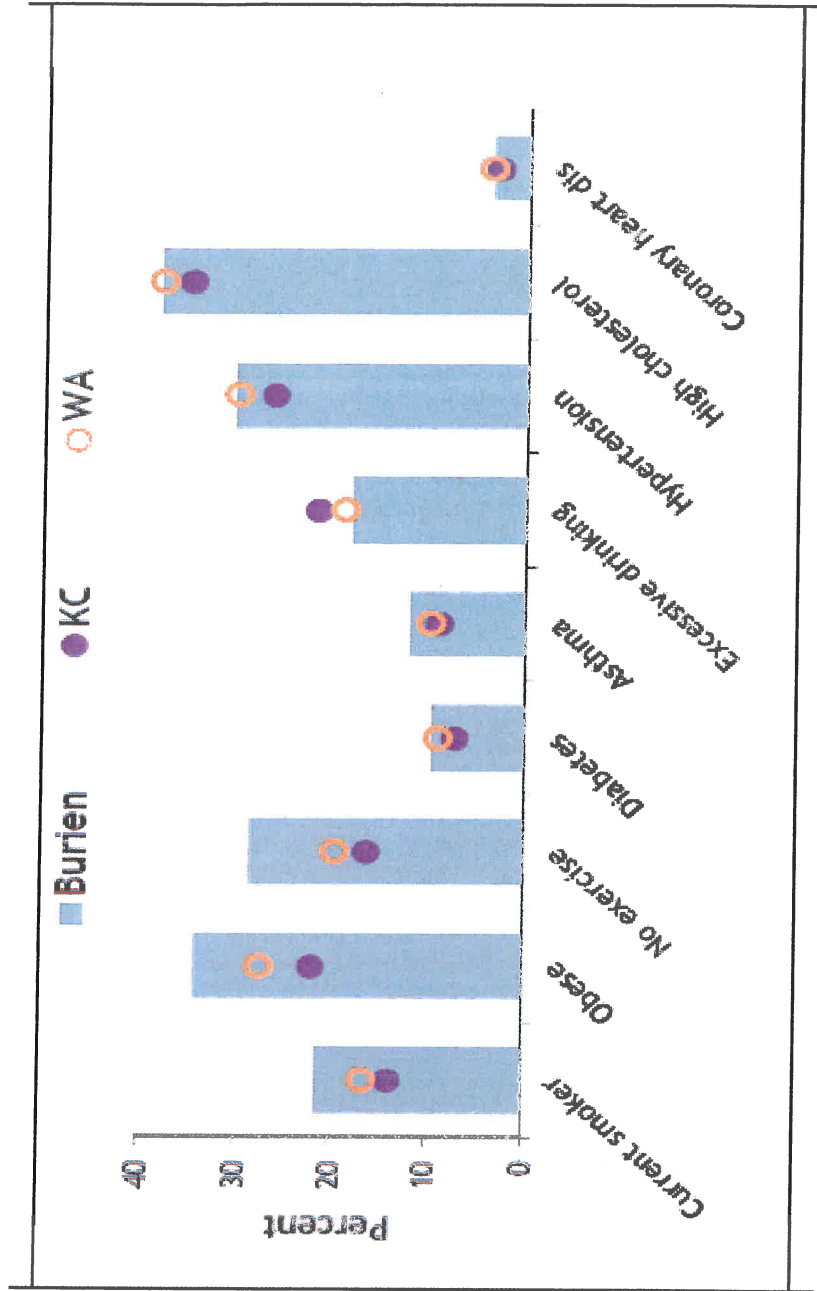 Burien KC WA
Percent
40
30
20
10
0
Current smoker
Obese
No exercise
Diabetes
Asthma
Excessive drinking
Hypertension
High cholesterol
Coronary heart dis